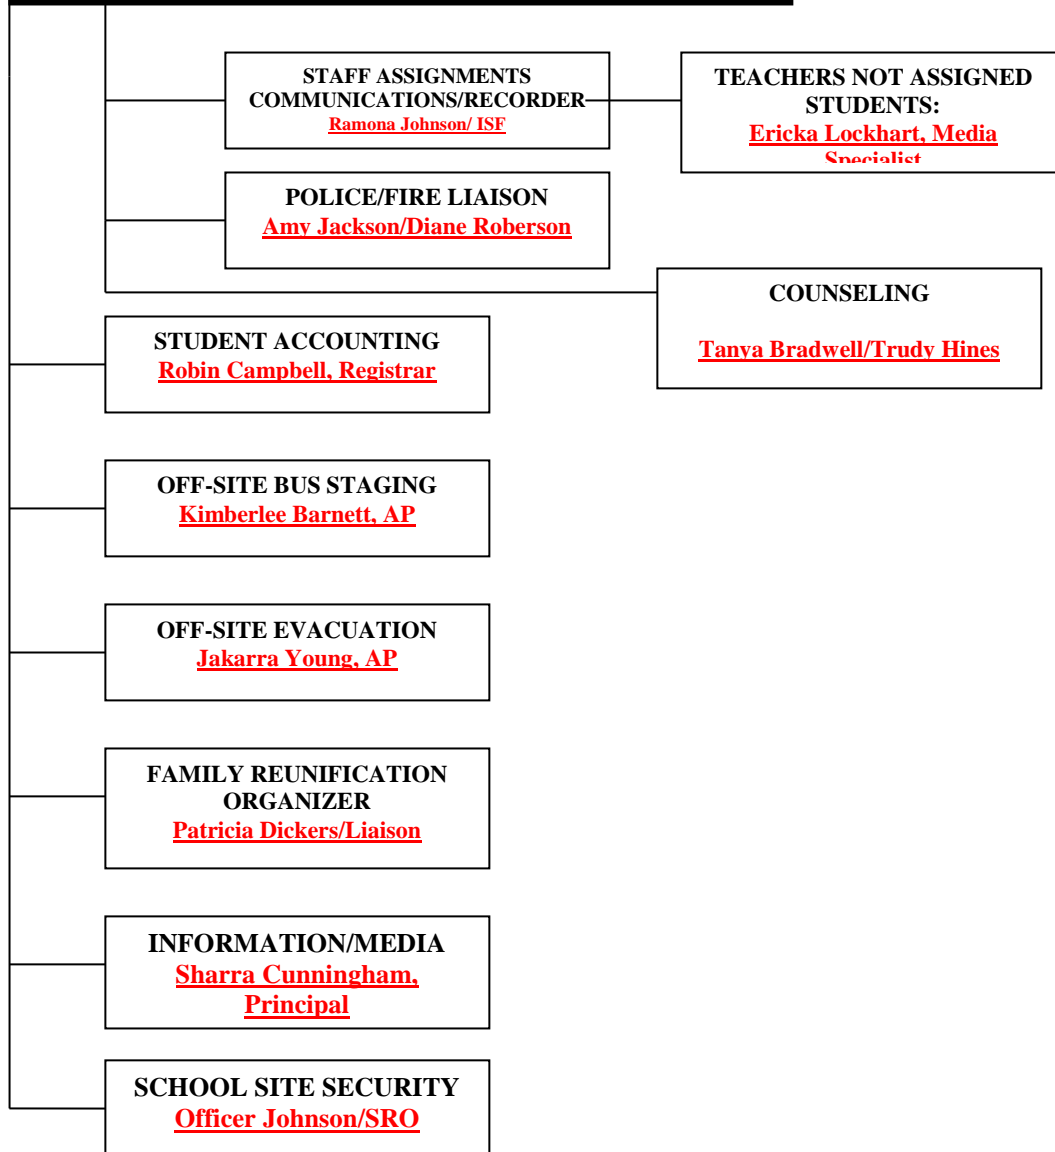 STAFF ASSIGNMENTS
COMMUNICATIONS/RECORDER
Ramona Johnson/ ISF
TEACHERS NOT ASSIGNED
STUDENTS:
Ericka Lockhart, Media
Specialist
POLICE/FIRE LIAISON
Amy Jackson/Diane Roberson
COUNSELING
Tanya Bradwell/Trudy Hines
STUDENT ACCOUNTING
Robin Campbell, Registrar
OFF-SITE BUS STAGING
Kimberlee Barnett, AP
OFF-SITE EVACUATION
Jakarra Young, AP
FAMILY REUNIFICATION
ORGANIZER
Patricia Dickers/Liaison
INFORMATION/MEDIA
Sharra Cunningham,
Principal
SCHOOL SITE SECURITY
Officer Johnson/SRO